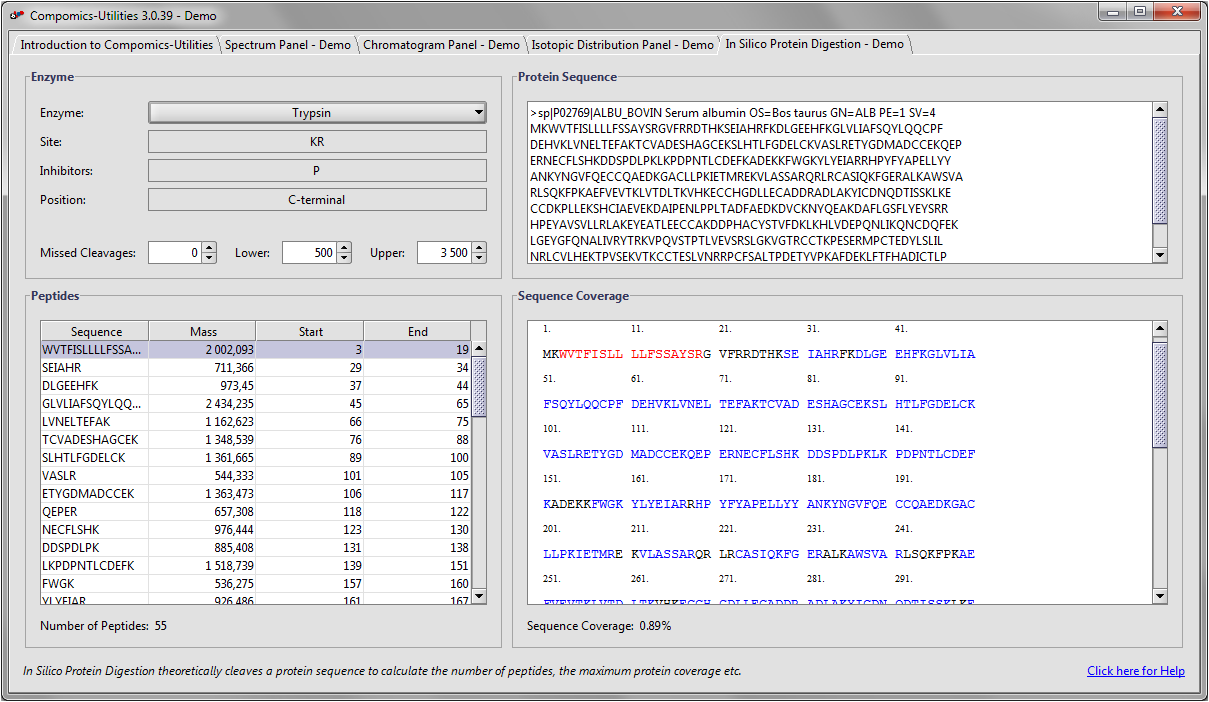 Compomics-Utilities 3.0.39 - Demo
Introduction to Compomics-Utilities Spectrum Panel - Demo Chromatogram Panel - Demo Isotopic Distribution Panel - Demo In Silico Protein Digestion - Demo
Enzyme
Enzyme: Trypsin
Site: KR
Inhibitors: P
Position: C-terminal
Missed Cleavages: 0 Lower: 500 Upper: 3 500
Protein Sequence
>sp|P02769|ALBU_BOVIN Serum albumin OS=Bos taurus GN=ALB PE=1 SV=4
MKWVTFISLLLLFSSAYSRGVFRRDTHKSEIAHRFKDLGEEHFKGLVLIAFSQYLQQCPF
DEHVKLVNELTEFAKTCVADESHAGCEKSLHTLFGDELCKVASLRETYGDMADCCEKQEP
ERNECFLSHKDDSPDLPKLKPDPNTLCDEFKADEKKFWGKYLYEIARRHPYFYAPELLYY
ANKYNGVFQECCQAEDKGACLLPKIETMREKVLASSARQRLRCASIQKFGERALKAWSVA
RLSQKFPKAEFVEVTKLVTDLTKVHKECCHGDLLECADDRADLAKYICDNQDTISSKLKE
CCDKPLLEKSHCIAEVEKDAIPENLPPLTADFAEDKDVCKNYQEAKDAFLGSFLYEYSRR
HPEYAVSVLLRLAKEYEATLEECCAKDDPHACYSTVFDKLKHLVDEPQNLIKQNCDQFEK
LGEYGFQNALIVRYTRKVPQVSTPTLVEVSRSLGKVGTRCCTKPESERMPCTEDYLSLIL
NRLCVLHEKTPVSEKVTKCCTESLVNRRPCFSALTPDETYVPKAFDEKLFTFHADICTLP
Peptides
Sequence Mass Start End
WVTFISLLLLFSSA... 2 002,093 3 19
SEIAHR 711,366 29 34
DLGEEHFK 973,45 37 44
GLVLIAFSQYLQQ... 2 434,235 45 65
LVNELTEFAK 1 162,623 66 75
TCVADESHAGCEK 1 348,539 76 88
SLHTLFGDELCK 1 361,665 89 100
VASLR 544,333 101 105
ETYGDMADCCEK 1 363,473 106 117
QEPER 657,308 118 122
NECFLSHK 976,444 123 130
DDSPDLPK 885,408 131 138
LKPDPNTLCDEFK 1 518,739 139 151
FWGK 536,275 157 160
YLYEIAR 926,486 161 167
Number of Peptides: 55
Sequence Coverage
1. 11. 21. 31. 41.
MKWVTFISLL LLFSSAYSRG VFRRDTHKSE IAHRFKDLGE EHFKGLVLIA
51. 61. 71. 81. 91.
FSQYLQQCPF DEHVKLVNEL TEFAKTCVAD ESHAGCEKSL HTLFGDELCK
101. 111. 121. 131. 141.
VASLRETYGD MADCCEKQEP ERNECFLSHK DDSPDLPKLK PDPNTLCDEF
151. 161. 171. 181. 191.
KADEKKFWGK YLYEIARRHP YFYAPELLYY ANKYNGVFQE CCQAEDKGAC
201. 211. 221. 231. 241.
LLPKIETMRE KVLASSARQR LRCASIQKFG ERALKAWSVA RLSQKFPKAE
251. 261. 271. 281. 291.
FVEVTKLVTD LTKVHKECCH GDLLECADDR ADLAKYICDN QDTISSKLKE
Sequence Coverage: 0.89%
In Silico Protein Digestion theoretically cleaves a protein sequence to calculate the number of peptides, the maximum protein coverage etc.
Click here for Help